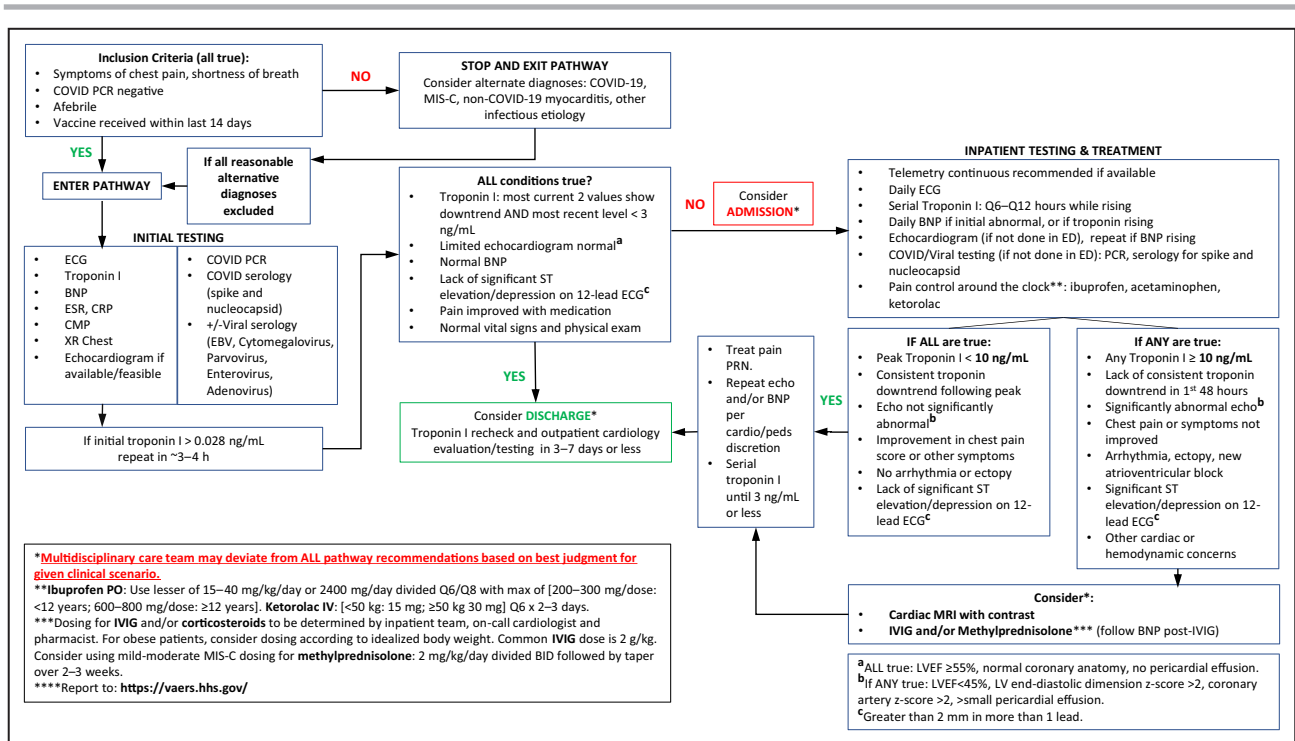 Inclusion Criteria (all true):
• Symptoms of chest pain, shortness of breath
• COVID PCR negative
• Afebrile
• Vaccine received within last 14 days
NO
STOP AND EXIT PATHWAY
Consider alternate diagnoses: COVID-19,
MIS-C, non-COVID-19 myocarditis, other
infectious etiology
YES
ENTER PATHWAY
If all reasonable
alternative
diagnoses
excluded
INITIAL TESTING
• ECG
• Troponin I
• BNP
• ESR, CRP
• CMP
• XR Chest
• Echocardiogram if
available/feasible
• COVID PCR
• COVID serology
(spike and
nucleocapsid)
• +/-Viral serology
(EBV, Cytomegalovirus,
Parvovirus,
Enterovirus,
Adenovirus)
If initial troponin I > 0.028 ng/mL
repeat in ~3–4 h
ALL conditions true?
• Troponin I: most current 2 values show
downtrend AND most recent level < 3
ng/mL
• Limited echocardiogram normal a
• Normal BNP
• Lack of significant ST
elevation/depression on 12-lead ECG c
• Pain improved with medication
• Normal vital signs and physical exam
NO
Consider
ADMISSION*
YES
Consider DISCHARGE*
Troponin I recheck and outpatient cardiology
evaluation/testing in 3–7 days or less
INPATIENT TESTING & TREATMENT
• Telemetry continuous recommended if available
• Daily ECG
• Serial Troponin I: Q6–Q12 hours while rising
• Daily BNP if initial abnormal, or if troponin rising
• Echocardiogram (if not done in ED), repeat if BNP rising
• COVID/Viral testing (if not done in ED): PCR, serology for spike and
nucleocapsid
• Pain control around the clock**: ibuprofen, acetaminophen,
ketorolac
IF ALL are true:
• Peak Troponin I < 10 ng/mL
• Consistent troponin
downtrend following peak
• Echo not significantly
abnormal b
• Improvement in chest pain
score or other symptoms
• No arrhythmia or ectopy
• Lack of significant ST
elevation/depression on 12-
lead ECG c
YES
• Treat pain
PRN.
• Repeat echo
and/or BNP
per
cardio/peds
discretion
• Serial
troponin I
until 3 ng/mL
or less
If ANY are true:
• Any Troponin I ≥ 10 ng/mL
• Lack of consistent troponin
downtrend in 1st 48 hours
• Significantly abnormal echo b
• Chest pain or symptoms not
improved
• Arrhythmia, ectopy, new
atrioventricular block
• Significant ST
elevation/depression on 12-
lead ECG c
• Other cardiac or
hemodynamic concerns
Consider*:
• Cardiac MRI with contrast
• IVIG and/or Methylprednisolone*** (follow BNP post-IVIG)
*Multidisciplinary care team may deviate from ALL pathway recommendations based on best judgment for
given clinical scenario.
**Ibuprofen PO: Use lesser of 15–40 mg/kg/day or 2400 mg/day divided Q6/Q8 with max of [200–300 mg/dose:
<12 years; 600–800 mg/dose: ≥12 years]. Ketorolac IV: [<50 kg: 15 mg; ≥50 kg 30 mg] Q6 x 2–3 days.
***Dosing for IVIG and/or corticosteroids to be determined by inpatient team, on-call cardiologist and
pharmacist. For obese patients, consider dosing according to idealized body weight. Common IVIG dose is 2 g/kg.
Consider using mild-moderate MIS-C dosing for methylprednisolone: 2 mg/kg/day divided BID followed by taper
over 2–3 weeks.
****Report to: https://vaers.hhs.gov/
a ALL true: LVEF ≥55%, normal coronary anatomy, no pericardial effusion.
b If ANY true: LVEF<45%, LV end-diastolic dimension z-score >2, coronary
artery z-score >2, >small pericardial effusion.
c Greater than 2 mm in more than 1 lead.